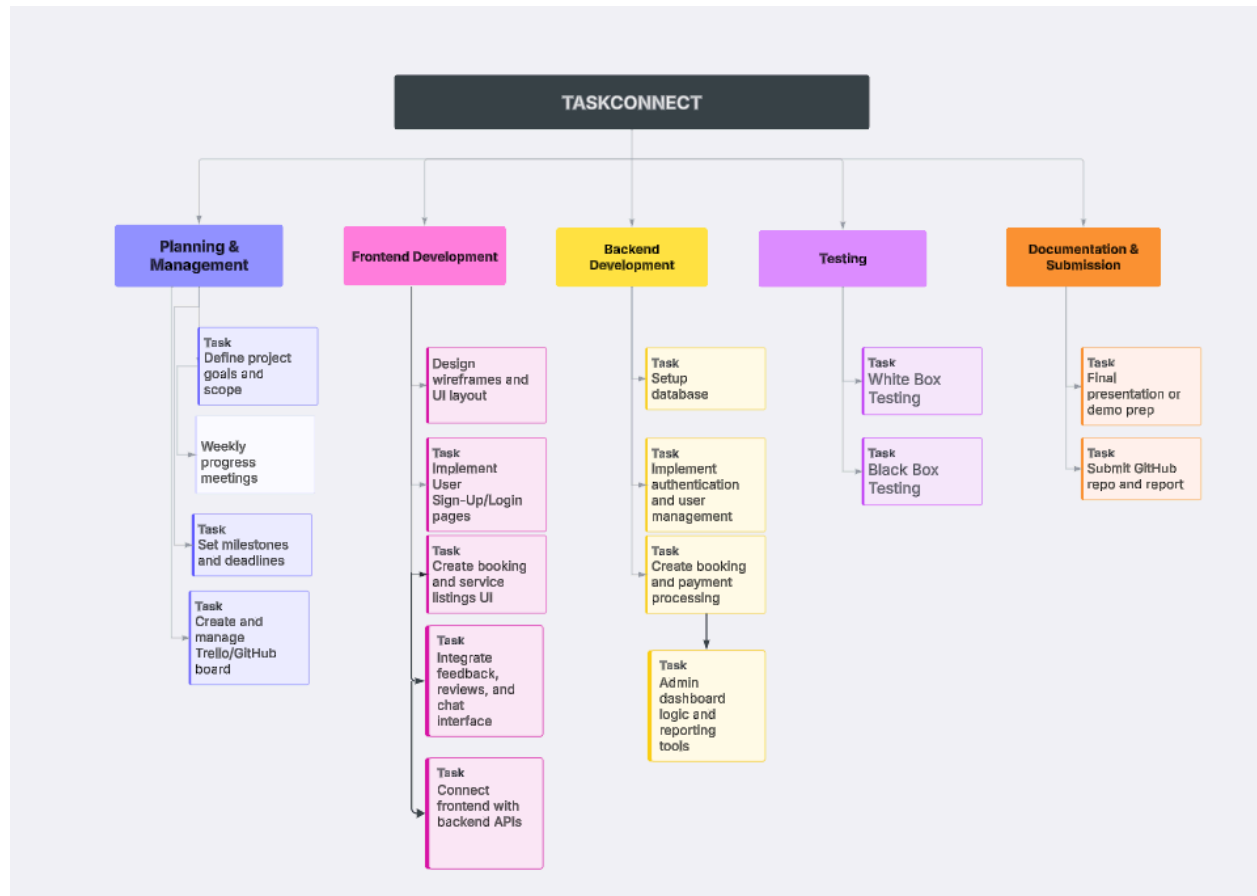 TASKCONNECT
Planning &
Management
Task
Define project
goals and
scope
Weekly
progress
meetings
Task
Set milestones
and deadlines
Task
Create and
manage
Trello/GitHub
board
Frontend Development
Design
wireframes and
UI layout
Task
Implement
User
Sign-Up/Login
pages
Task
Create booking
and service
listings UI
Task
Integrate
feedback,
reviews, and
chat
interface
Task
Connect
frontend with
backend APIs
Backend
Development
Task
Setup
database
Task
Implement
authentication
and user
management
Task
Create booking
and payment
processing
Task
Admin
dashboard
logic and
reporting
tools
Testing
Task
White Box
Testing
Task
Black Box
Testing
Documentation &
Submission
Task
Final
presentation or
demo prep
Task
Submit GitHub
repo and report